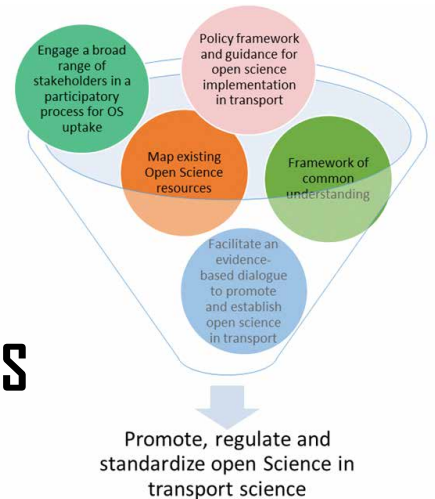 Engage a broad
range of
stakeholders in a
participatory
process for OS
uptake
Policy framework
and guidance for
open science
implementation
in transport
Map existing
Open Science
resources
Framework of
common
understanding
Facilitate an
evidence-
based dialogue
to promote
and establish
open science
in transport
S
Promote, regulate and
standardize open Science in
transport science